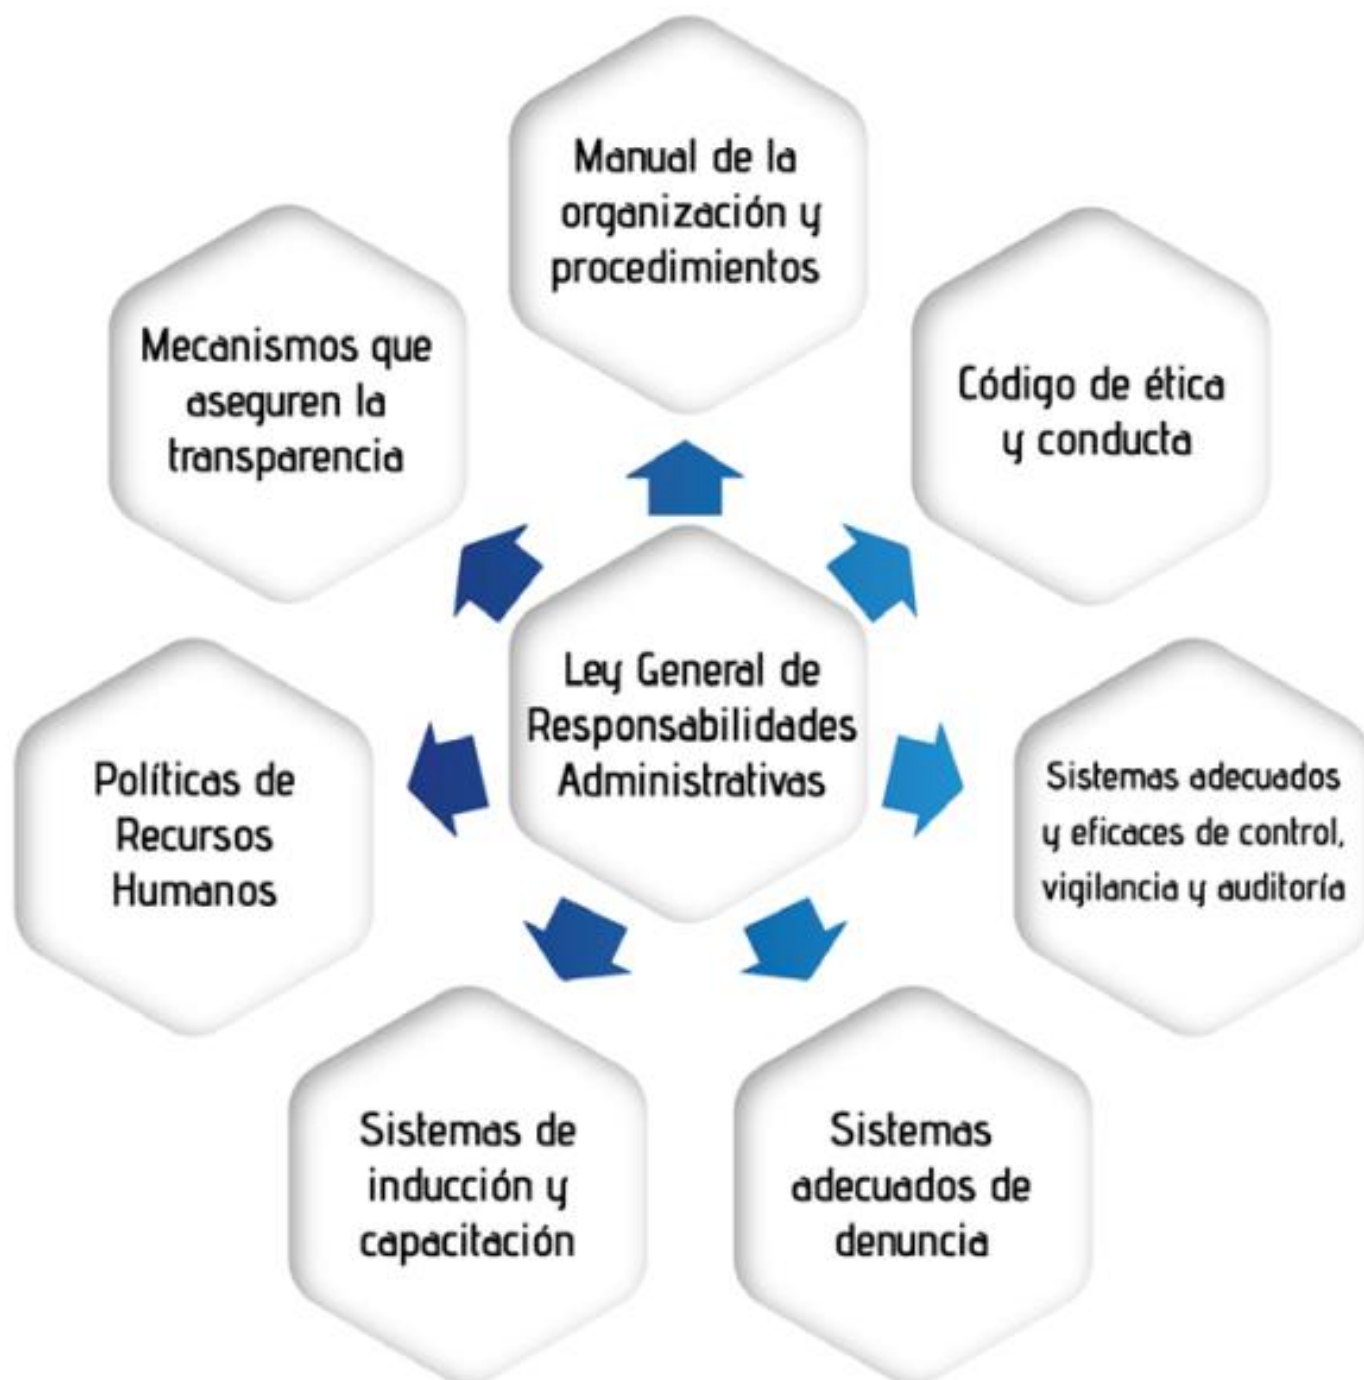 Manual de la
organización y
procedimientos
Mecanismos que
aseguren la
transparencia
Código de ética
y conducta
Ley General de
Responsabilidades
Administrativas
Políticas de
Recursos
Humanos
Sistemas adecuados
y eficaces de control,
vigilancia y auditoría
Sistemas de
inducción y
capacitación
Sistemas
adecuados de
denuncia